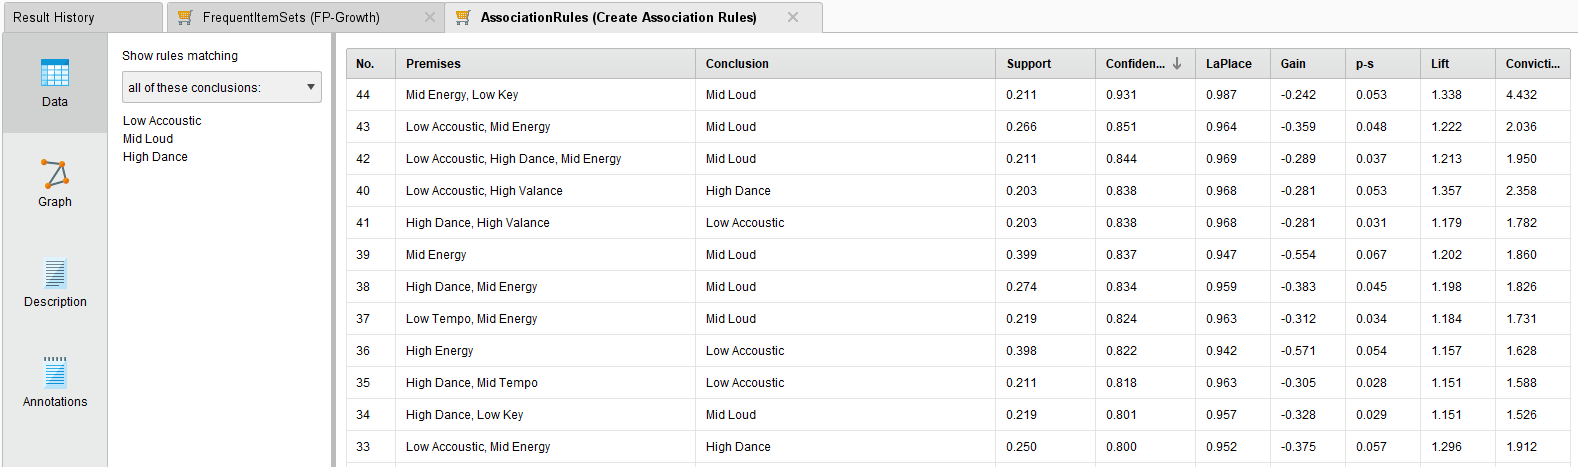 Result History FrequentItemSets (FP-Growth) AssociationRules (Create Association Rules)
Data
Graph
Description
Annotations
Show rules matching
all of these conclusions:
Low Accoustic
Mid Loud
High Dance
No. Premises Conclusion Support Confiden... LaPlace Gain p-s Lift Convicti...
44 Mid Energy, Low Key Mid Loud 0.211 0.931 0.987 -0.242 0.053 1.338 4.432
43 Low Accoustic, Mid Energy Mid Loud 0.266 0.851 0.964 -0.359 0.048 1.222 2.036
42 Low Accoustic, High Dance, Mid Energy Mid Loud 0.211 0.844 0.969 -0.289 0.037 1.213 1.950
40 Low Accoustic, High Valance High Dance 0.203 0.838 0.968 -0.281 0.053 1.357 2.358
41 High Dance, High Valance Low Accoustic 0.203 0.838 0.968 -0.281 0.031 1.179 1.782
39 Mid Energy Mid Loud 0.399 0.837 0.947 -0.554 0.067 1.202 1.860
38 High Dance, Mid Energy Mid Loud 0.274 0.834 0.959 -0.383 0.045 1.198 1.826
37 Low Tempo, Mid Energy Mid Loud 0.219 0.824 0.963 -0.312 0.034 1.184 1.731
36 High Energy Low Accoustic 0.398 0.822 0.942 -0.571 0.054 1.157 1.628
35 High Dance, Mid Tempo Low Accoustic 0.211 0.818 0.963 -0.305 0.028 1.151 1.588
34 High Dance, Low Key Mid Loud 0.219 0.801 0.957 -0.328 0.029 1.151 1.526
33 Low Accoustic, Mid Energy High Dance 0.250 0.800 0.952 -0.375 0.057 1.296 1.912